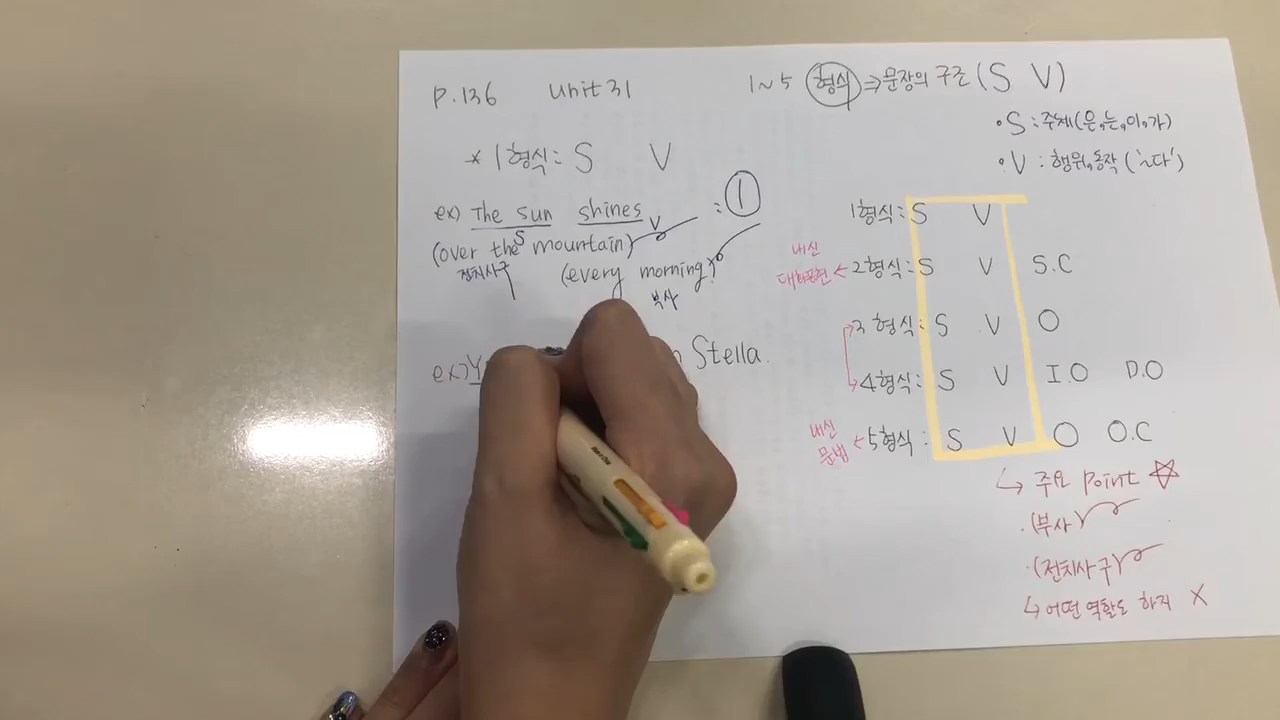 P.136 unit 31
1~5 형식 ⇒ 문장의 구조 (S V)
• S : 주체(은,는,이,가)
• V : 행위,동작 ('~다')
* 1형식: S V
ex) The sun shines : ①
S V
(over the mountain)
전치사구
(every morning)
부사
ex) Stella.
1형식: S V
내신
대화표현 ← 2형식: S V S.C
3형식: S V O
4형식: S V I.O D.O
내신
문법 ← 5형식: S V O O.C
↳ 주요 point ☆
• (부사)
• (전치사구)
↳ 어떤 역할도 하지 X